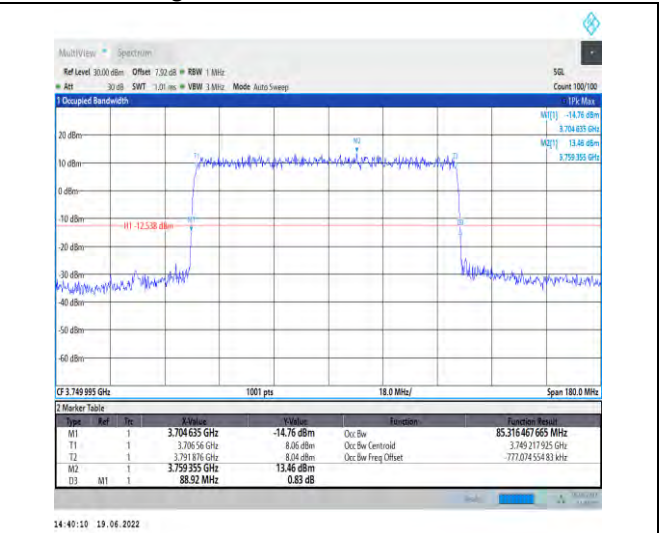 MultiView Spectrum
Ref Level 30.00 dBm Offset 7.92 dB RBW 1 MHz SGL
Att 30 dB SWT 1.01 ms VBW 3 MHz Mode Auto Sweep Count 100/100
1 Occupied Bandwidth 1Pk Max
M1[1] -14.76 dBm
3.704 635 GHz
20 dBm M2 M2[1] 13.46 dBm
T1 T2 3.759 355 GHz
10 dBm
0 dBm
-10 dBm
H1 -12.538 dBm M1 D3
-20 dBm
-30 dBm
-40 dBm
-50 dBm
-60 dBm
CF 3.749 995 GHz 1001 pts 18.0 MHz/ Span 180.0 MHz
2 Marker Table
Type Ref Trc X-Value Y-Value Function Function Result
M1 1 3.704 635 GHz -14.76 dBm Occ Bw 85.316 467 665 MHz
T1 1 3.706 56 GHz 8.06 dBm Occ Bw Centroid 3.749 217 925 GHz
T2 1 3.791 876 GHz 8.04 dBm Occ Bw Freq Offset -777.074 554 83 kHz
M2 1 3.759 355 GHz 13.46 dBm
D3 M1 1 88.92 MHz 0.83 dB
14:40:10 19.06.2022